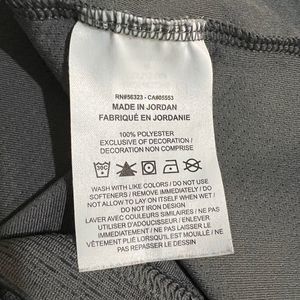 RN#56323 - CA#05553
MADE IN JORDAN
FABRIQUÉ EN JORDANIE
100% POLYESTER
EXCLUSIVE OF DECORATION /
DECORATION NON COMPRISE
30C
WASH WITH LIKE COLORS / DO NOT USE
SOFTENERS / REMOVE IMMEDIATELY / DO
NOT ALLOW TO LAY ON ITSELF WHEN WET /
DO NOT IRON DESIGN
LAVER AVEC COULEURS SIMILAIRES / NE PAS
UTILISER D'ADOUCISSEUR / ENLEVER
IMMÉDIATEMENT / NE PAS LAISSER LE
VÊTEMENT PLIÉ LORSQU'IL EST MOUILLÉ / NE
PAS REPASSER LE DESSIN